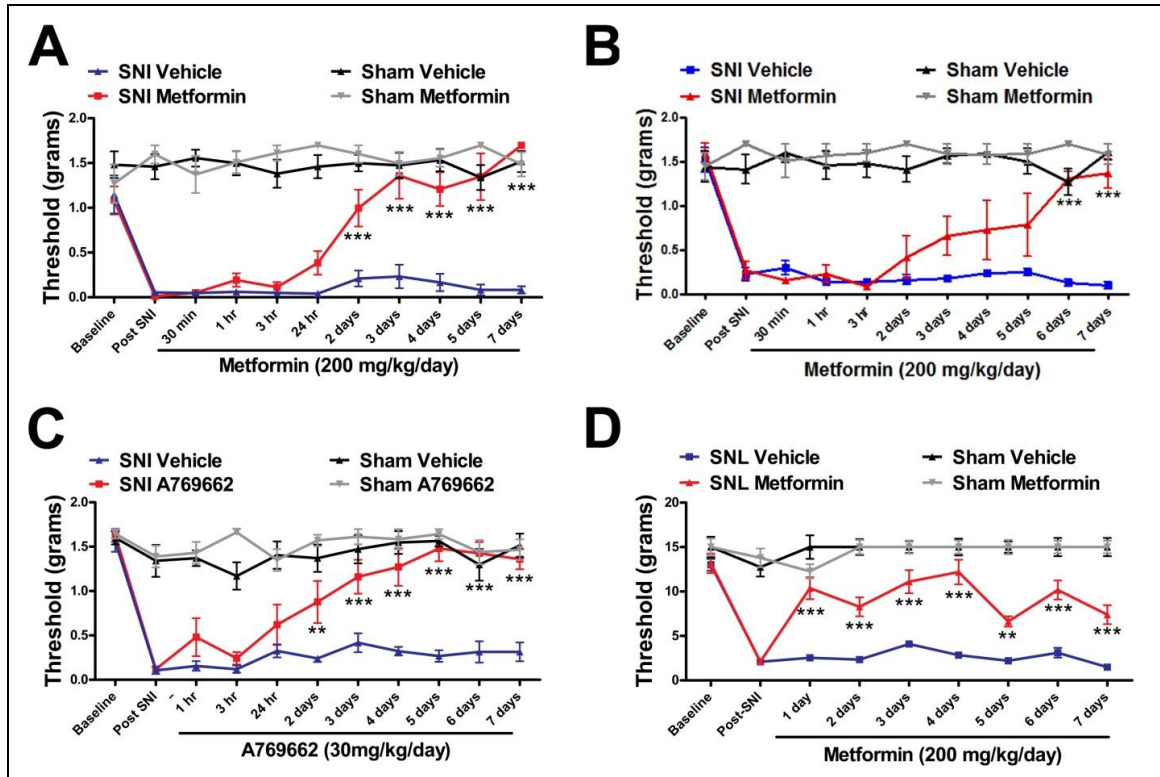 A
SNI Vehicle Sham Vehicle
SNI Metformin Sham Metformin
Threshold (grams)
2.0
1.5
1.0
0.5
0.0
Baseline Post SNI 30 min 1 hr 3 hr 24 hr 2 days 3 days 4 days 5 days 7 days
*** *** *** *** ***
Metformin (200 mg/kg/day)
B
SNI Vehicle Sham Vehicle
SNI Metformin Sham Metformin
Threshold (grams)
2.0
1.5
1.0
0.5
0.0
Baseline Post SNI 30 min 1 hr 3 hr 2 days 3 days 4 days 5 days 6 days 7 days
*** ***
Metformin (200 mg/kg/day)
C
SNI Vehicle Sham Vehicle
SNI A769662 Sham A769662
Threshold (grams)
2.0
1.5
1.0
0.5
0.0
Baseline Post SNI 1 hr 3 hr 24 hr 2 days 3 days 4 days 5 days 6 days 7 days
** *** *** *** *** ***
A769662 (30mg/kg/day)
D
SNL Vehicle Sham Vehicle
SNL Metformin Sham Metformin
Threshold (grams)
20
15
10
5
0
Baseline Post-SNI 1 day 2 days 3 days 4 days 5 days 6 days 7 days
*** *** *** *** ** *** ***
Metformin (200 mg/kg/day)